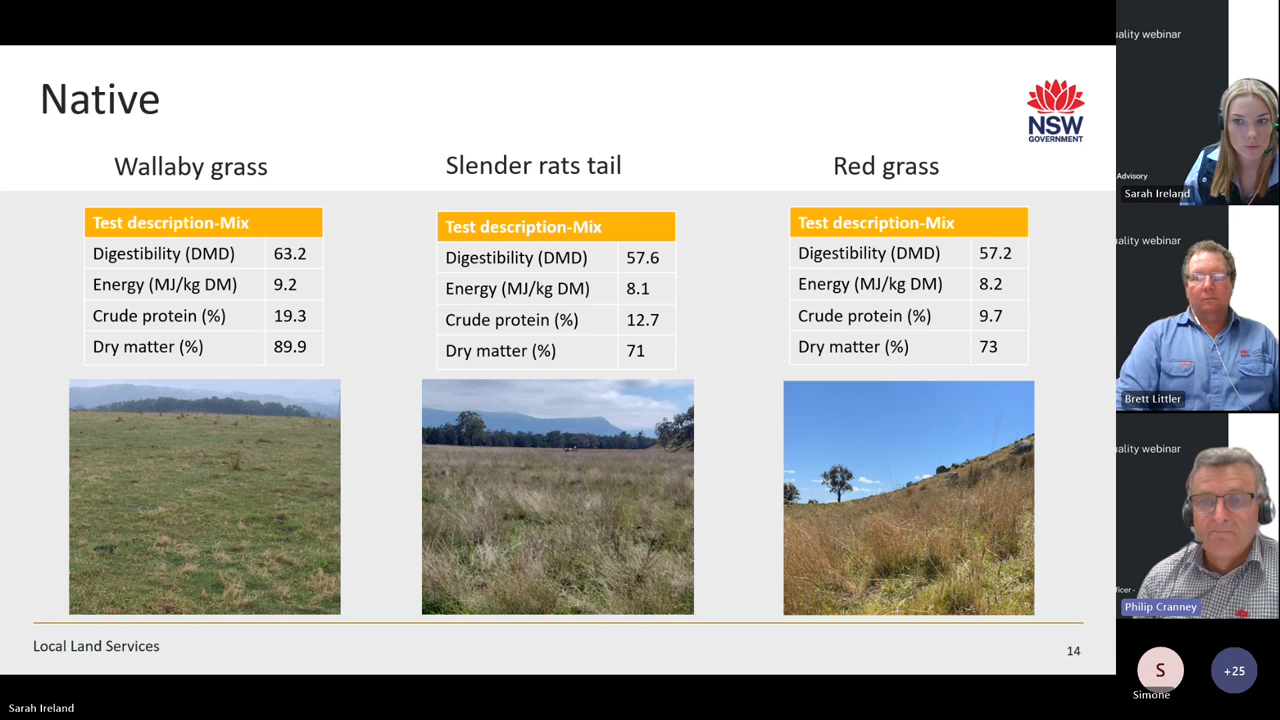 Native
NSW
GOVERNMENT
Wallaby grass
Test description-Mix
Digestibility (DMD) 63.2
Energy (MJ/kg DM) 9.2
Crude protein (%) 19.3
Dry matter (%) 89.9
Slender rats tail
Test description-Mix
Digestibility (DMD) 57.6
Energy (MJ/kg DM) 8.1
Crude protein (%) 12.7
Dry matter (%) 71
Red grass
Test description-Mix
Digestibility (DMD) 57.2
Energy (MJ/kg DM) 8.2
Crude protein (%) 9.7
Dry matter (%) 73
Local Land Services
14
uality webinar
Advisory
Sarah Ireland
uality webinar
Brett Littler
uality webinar
ficer -
Philip Cranney
S
Simone
+25
Sarah Ireland